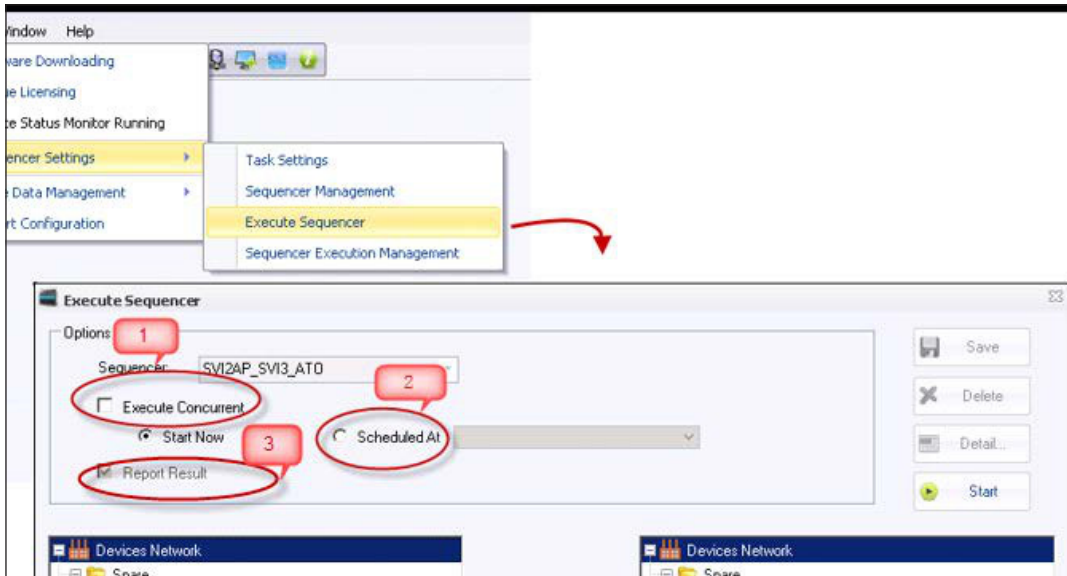 Window Help
ware Downloading
ue Licensing
te Status Monitor Running
encer Settings
Data Management
rt Configuration
Task Settings
Sequencer Management
Execute Sequencer
Sequencer Execution Management
Execute Sequencer
Options
1
Sequencer
SVI2AP_SVI3_ATO
2
Execute Concurrent
Start Now
3
Scheduled At
Report Result
Save
Delete
Detail...
Start
Devices Network
Spare
Devices Network
Spare